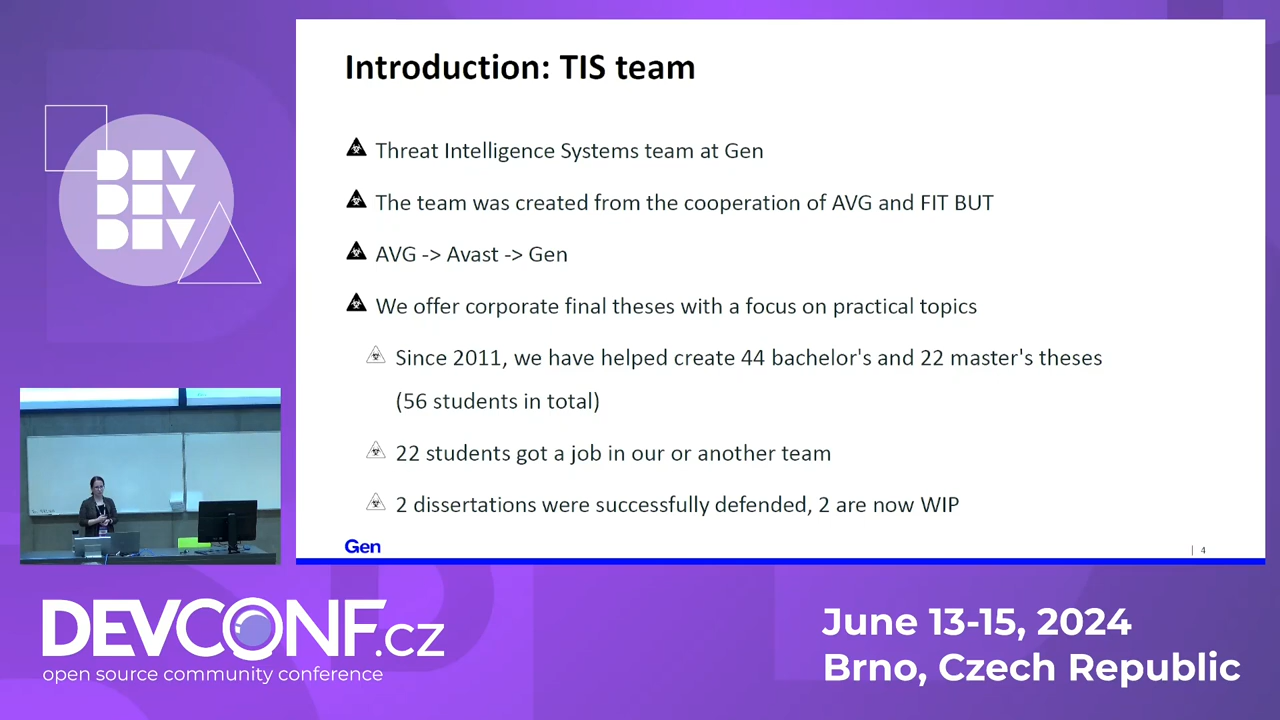 Introduction: TIS team
Threat Intelligence Systems team at Gen
The team was created from the cooperation of AVG and FIT BUT
AVG -> Avast -> Gen
We offer corporate final theses with a focus on practical topics
Since 2011, we have helped create 44 bachelor's and 22 master's theses
(56 students in total)
22 students got a job in our or another team
2 dissertations were successfully defended, 2 are now WIP
Gen
| 4
DEV
DEV
DEV
DEVCONF.cz
open source community conference
June 13-15, 2024
Brno, Czech Republic